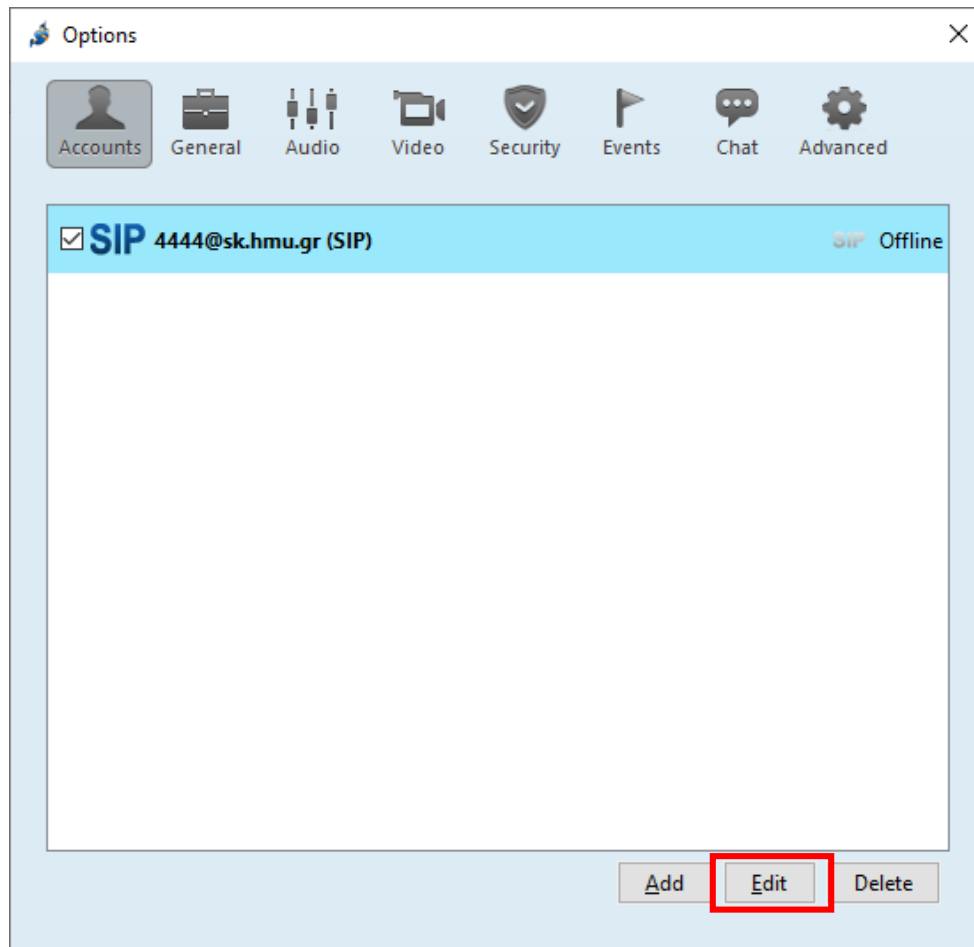 Options
Accounts General Audio Video Security Events Chat Advanced
SIP 4444@sk.hmu.gr (SIP) SIP Offline
Add Edit Delete